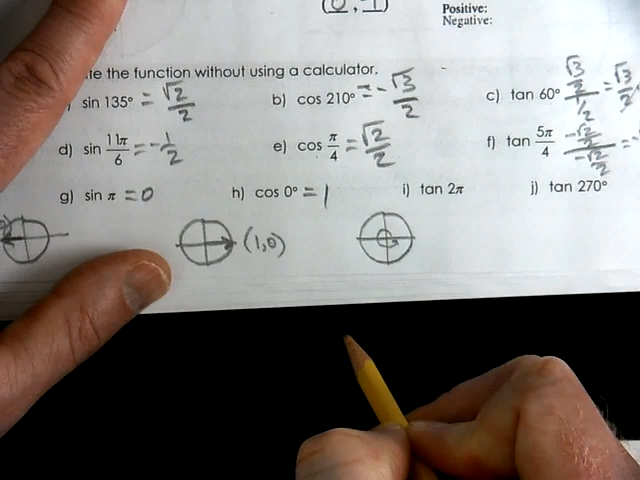 (0, -1) Positive:
Negative:
te the function without using a calculator.
sin 135° = √2/2 b) cos 210° = -√3/2 c) tan 60° (√3/2)/(1/2) = √3
d) sin 11π/6 = -1/2 e) cos π/4 = √2/2 f) tan 5π/4 (-√2/2)/(-√2/2) =
g) sin π = 0 h) cos 0° = 1 i) tan 2π j) tan 270°
(1,0)